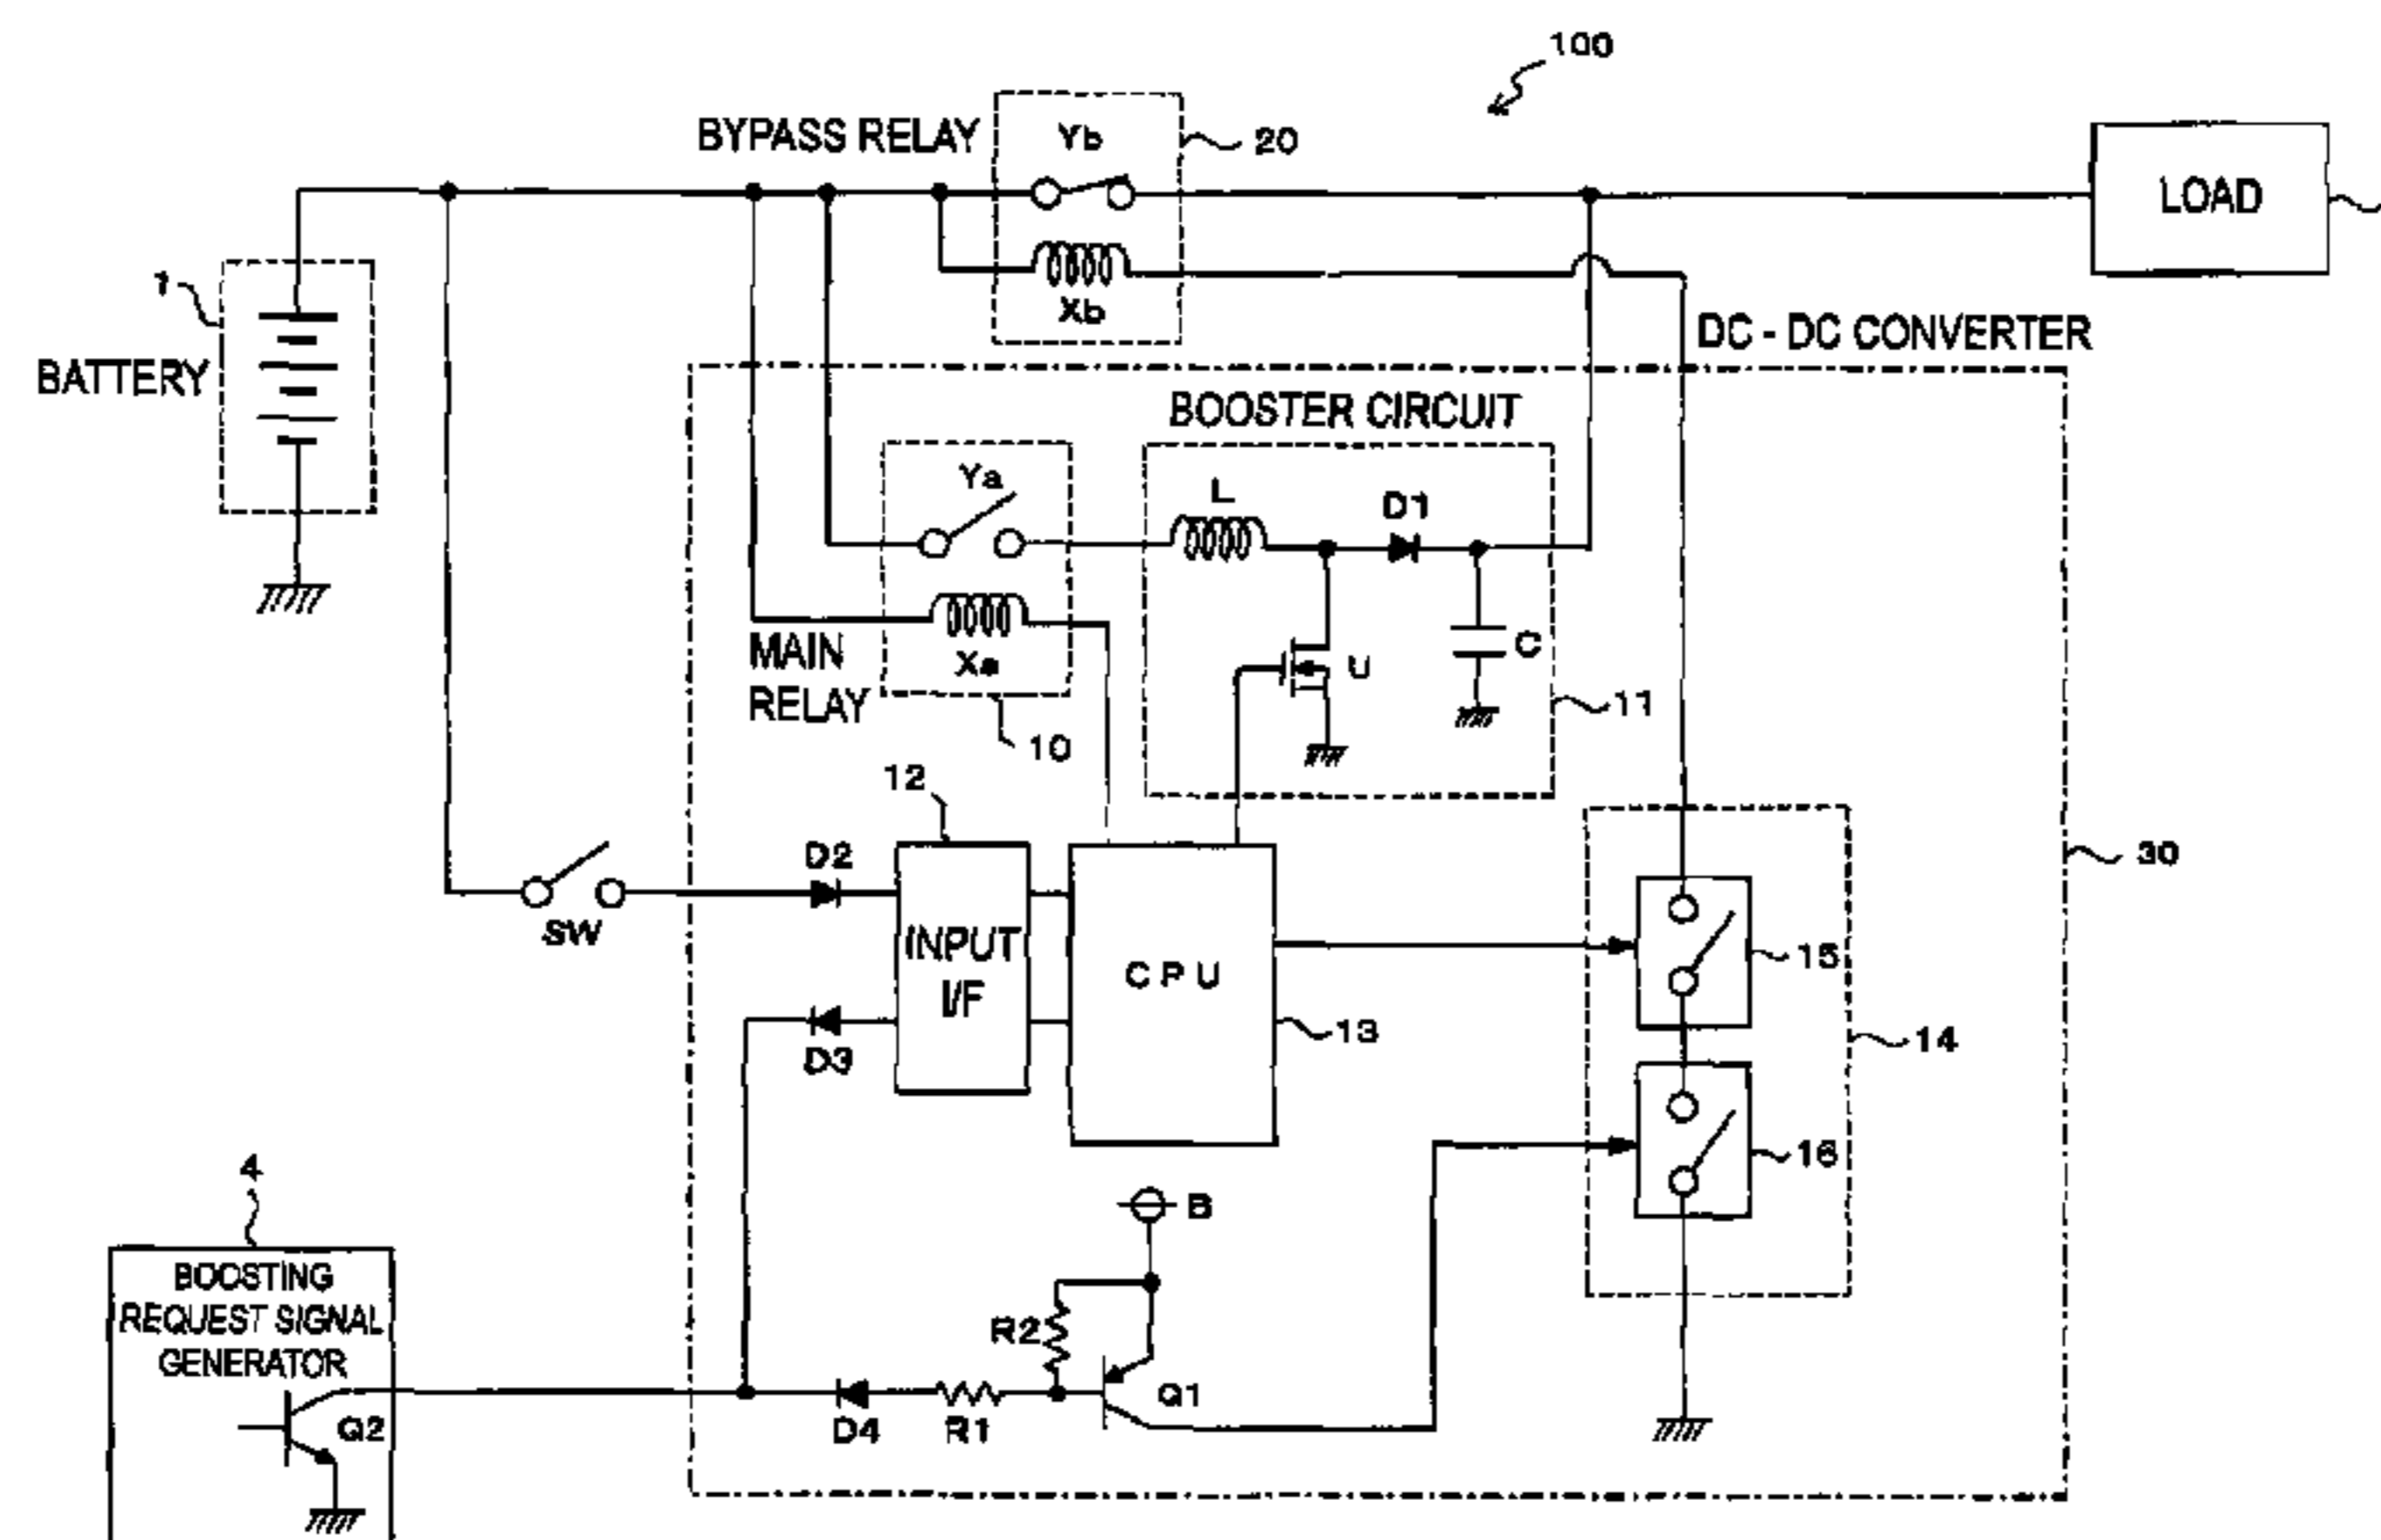 100
BYPASS RELAY
Yb
20
LOAD
1
Xb
DC - DC CONVERTER
BATTERY
BOOSTER CIRCUIT
Ya
L
D1
MAIN
RELAY
Xa
U
C
11
10
12
D2
30
SW
INPUT
I/F
CPU
15
D3
13
14
4
16
B
BOOSTING
REQUEST SIGNAL
GENERATOR
R2
Q2
D4
R1
Q1